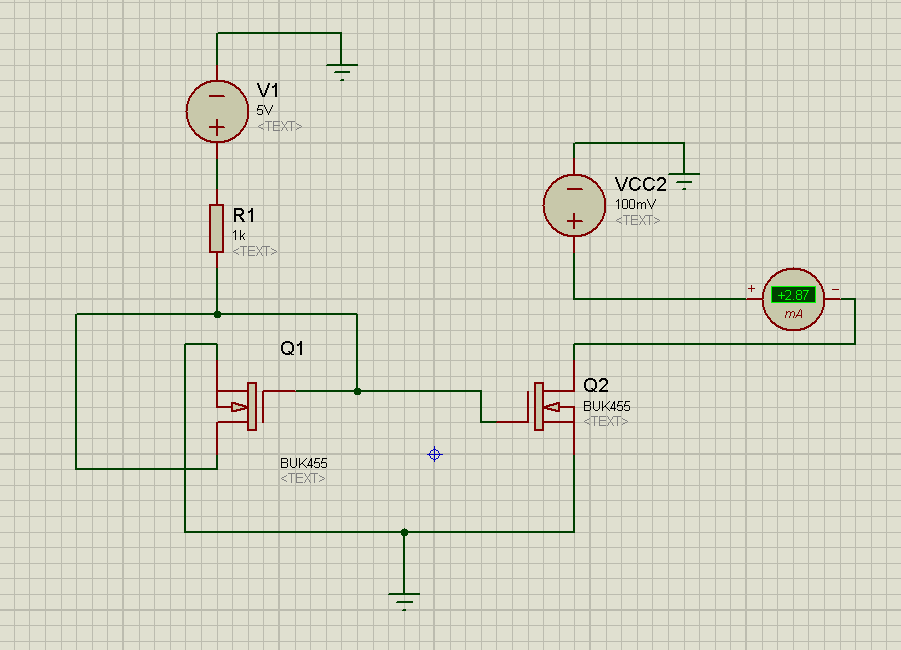 V1
5V
<TEXT>
R1
1k
<TEXT>
VCC2
100mV
<TEXT>
+
+2.87
mA
−
Q1
BUK455
<TEXT>
Q2
BUK455
<TEXT>